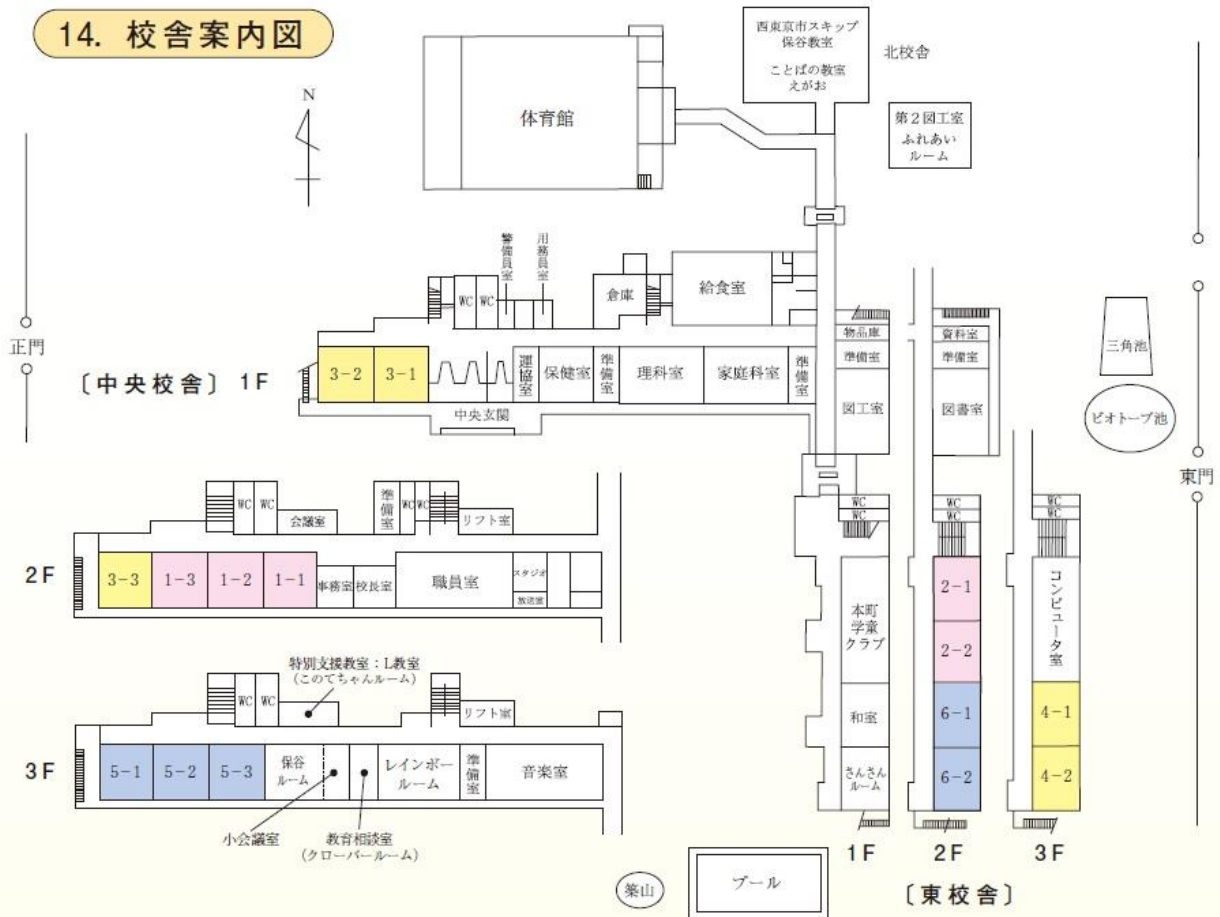 14. 校舎案内図
N
西東京市スキップ
保谷教室
ことばの教室
えがお
北校舎
第2図工室
ふれあい
ルーム
体育館
警備員室
用務員室
正門
〔中央校舎〕 1F
WC
WC
倉庫
給食室
3-2
3-1
運協室
保健室
準備室
理科室
家庭科室
準備室
中央玄関
物品庫
準備室
図工室
資料室
準備室
図書室
三角池
ビオトープ池
東門
2F
WC
WC
会議室
準備室
WC
WC
リフト室
3-3
1-3
1-2
1-1
事務室
校長室
職員室
スタジオ
放送室
3F
特別支援教室:L教室
(このてちゃんルーム)
WC
WC
リフト室
5-1
5-2
5-3
保谷
ルーム
レインボー
ルーム
準備室
音楽室
小会議室
教育相談室
(クローバールーム)
WC
WC
本町
学童
クラブ
和室
さんさん
ルーム
1F
WC
WC
2-1
2-2
6-1
6-2
2F
WC
WC
コンピュータ室
4-1
4-2
3F
〔東校舎〕
築山
プール